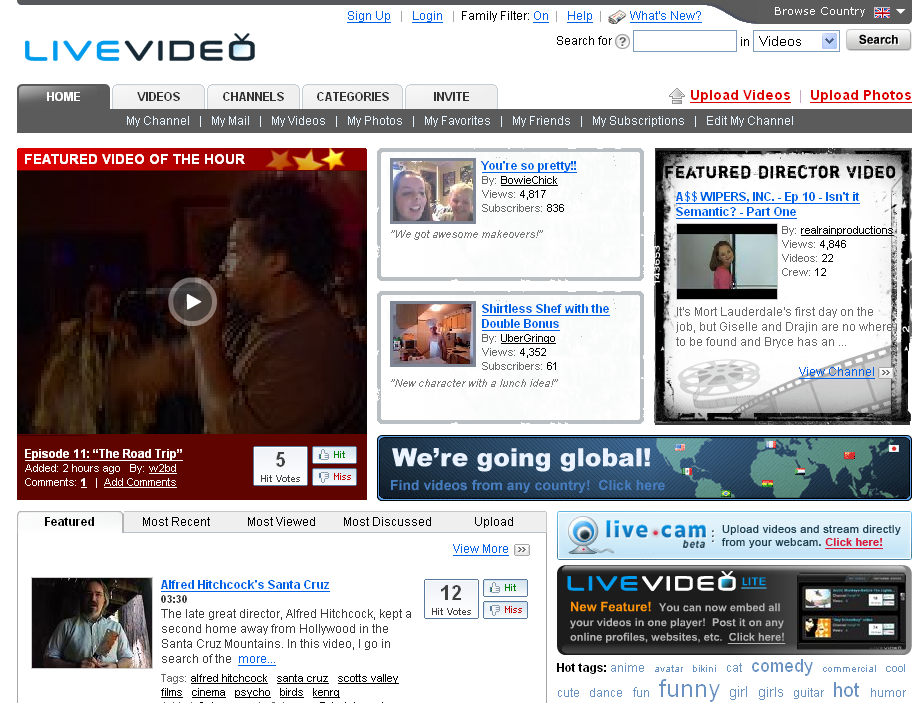 Sign Up | Login | Family Filter: On | Help | What's New?
Browse Country
LIVEVIDEO
Search for ? in Videos Search
HOME VIDEOS CHANNELS CATEGORIES INVITE
Upload Videos | Upload Photos
My Channel | My Mail | My Videos | My Photos | My Favorites | My Friends | My Subscriptions | Edit My Channel
FEATURED VIDEO OF THE HOUR
Episode 11: “The Road Trip”
Added: 2 hours ago By: w2bd
Comments: 1 | Add Comments
5
Hit Votes
Hit
Miss
You're so pretty!!
By: BowieChick
Views: 4,817
Subscribers: 836
"We got awesome makeovers!"
Shirtless Shef with the
Double Bonus
By: UberGringo
Views: 4,352
Subscribers: 61
"New character with a lunch idea!"
FEATURED DIRECTOR VIDEO
A$$ WIPERS, INC. - Ep 10 - Isn't it
Semantic? - Part One
By: realrainproductions
Views: 4,846
Videos: 22
Crew: 12
It's Mort Lauderdale's first day on the
job, but Giselle and Drajin are no where
to be found and Bryce has an ...
View Channel >>
We're going global!
Find videos from any country! Click here
Featured Most Recent Most Viewed Most Discussed Upload
View More >>
Alfred Hitchcock's Santa Cruz
03:30
The late great director, Alfred Hitchcock, kept a
second home away from Hollywood in the
Santa Cruz Mountains. In this video, I go in
search of the more...
Tags: alfred hitchcock santa cruz scotts valley
films cinema psycho birds kenrg
12
Hit Votes
Hit
Miss
live.cam
beta
:
Upload videos and stream directly
from your webcam. Click here!
LIVEVIDEO LITE
New Feature! You can now embed all
your videos in one player! Post it on any
online profiles, websites, etc. Click here!
Hot tags: anime avatar bikini cat comedy commercial cool
cute dance fun funny girl girls guitar hot humor